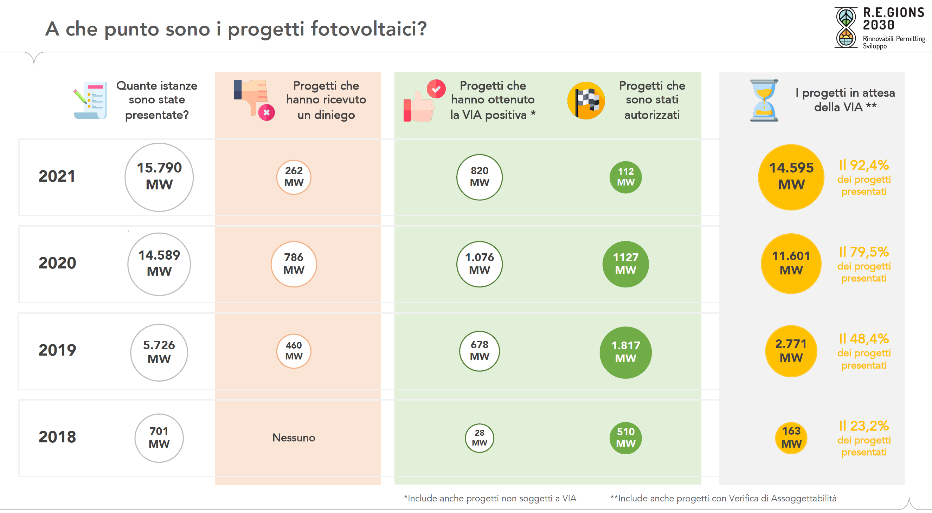 A che punto sono i progetti fotovoltaici?
R.E.GIONS
2030
Rinnovabili, Permitting,
Sviluppo
Quante istanze
sono state
presentate?
Progetti che
hanno ricevuto
un diniego
Progetti che
hanno ottenuto
la VIA positiva *
Progetti che
sono stati
autorizzati
I progetti in attesa
della VIA **
2021
15.790
MW
262
MW
820
MW
112
MW
14.595
MW
Il 92,4%
dei progetti
presentati
2020
14.589
MW
786
MW
1.076
MW
1127
MW
11.601
MW
Il 79,5%
dei progetti
presentati
2019
5.726
MW
460
MW
678
MW
1.817
MW
2.771
MW
Il 48,4%
dei progetti
presentati
2018
701
MW
Nessuno
28
MW
510
MW
163
MW
Il 23,2%
dei progetti
presentati
*Include anche progetti non soggetti a VIA
**Include anche progetti con Verifica di Assoggettabilità